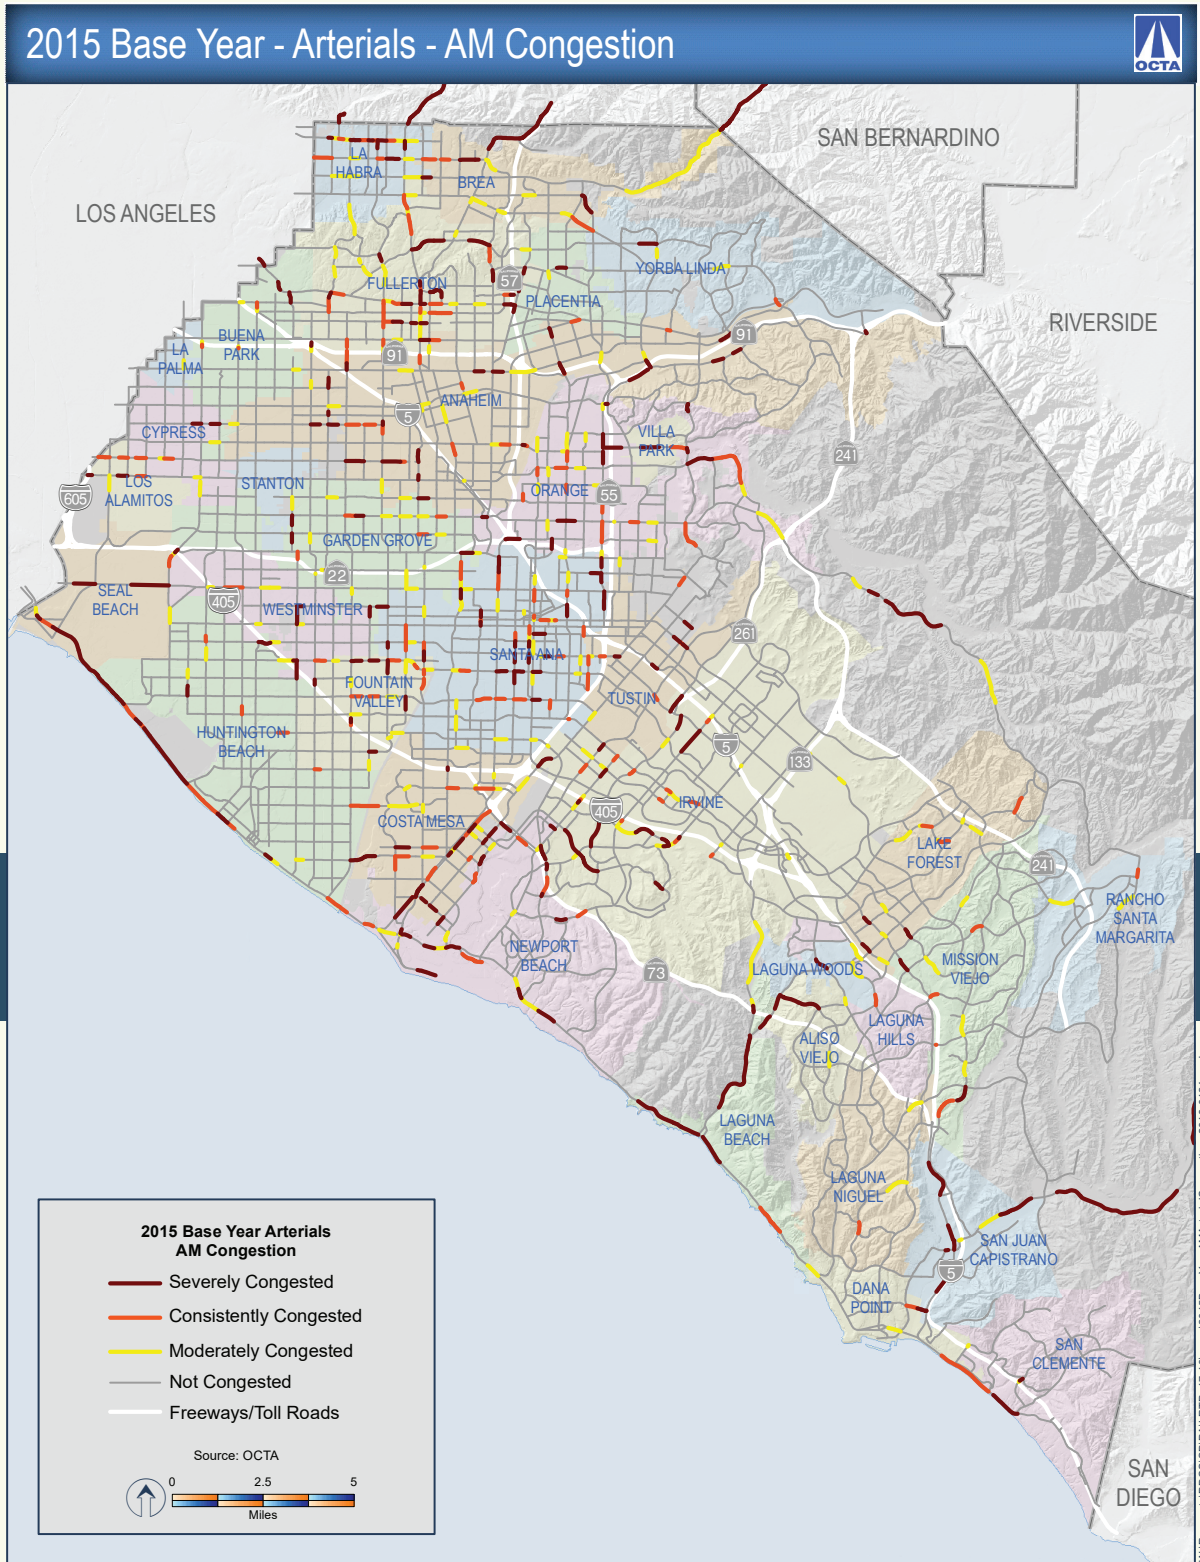 2015 Base Year - Arterials - AM Congestion
OCTA
SAN BERNARDINO
LOS ANGELES
LA
HABRA
BREA
YORBA LINDA
FULLERTON
57
PLACENTIA
RIVERSIDE
BUENA
PARK
91
91
LA
PALMA
5
ANAHEIM
CYPRESS
VILLA
PARK
241
LOS
ALAMITOS
STANTON
ORANGE
55
605
GARDEN GROVE
22
SEAL
BEACH
405
WESTMINSTER
261
SANTA ANA
FOUNTAIN
VALLEY
TUSTIN
HUNTINGTON
BEACH
5
133
IRVINE
405
COSTA MESA
LAKE
FOREST
241
RANCHO
SANTA
MARGARITA
NEWPORT
BEACH
73
LAGUNA WOODS
MISSION
VIEJO
LAGUNA
HILLS
ALISO
VIEJO
LAGUNA
BEACH
LAGUNA
NIGUEL
SAN JUAN
CAPISTRANO
5
DANA
POINT
SAN
CLEMENTE
SAN
DIEGO
2015 Base Year Arterials
AM Congestion
Severely Congested
Consistently Congested
Moderately Congested
Not Congested
Freeways/Toll Roads
Source: OCTA
0 2.5 5
Miles